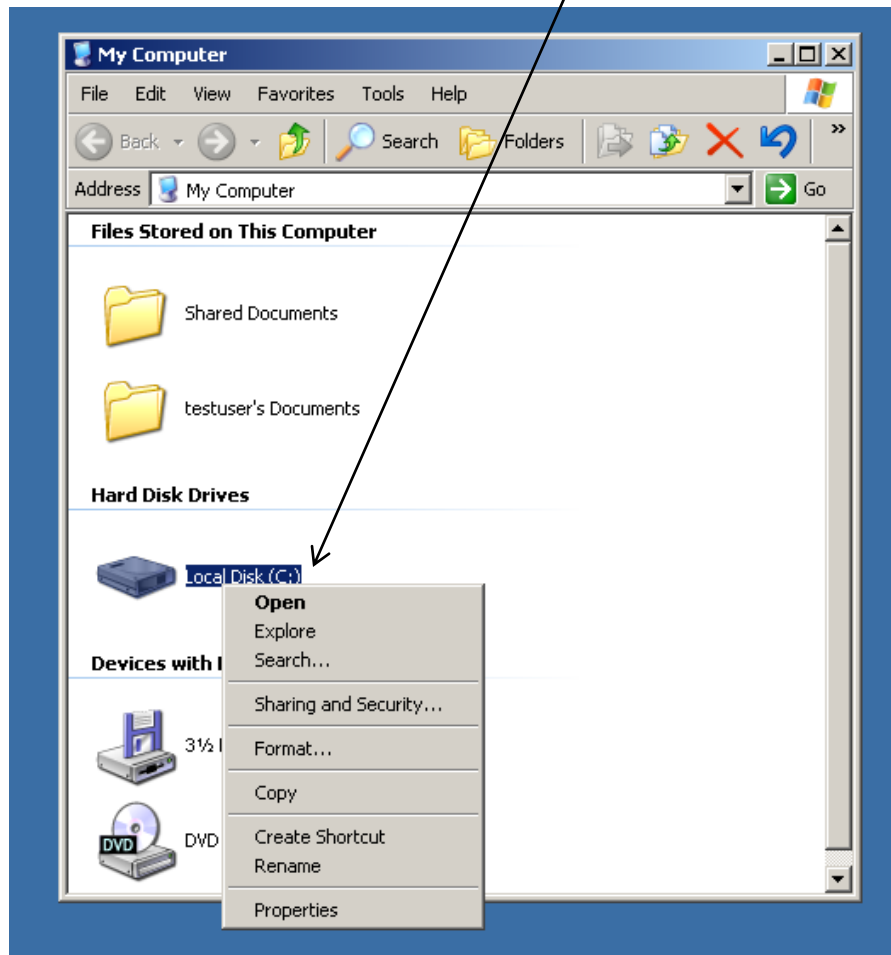 My Computer
File Edit View Favorites Tools Help
Back Search Folders »
Address My Computer Go
Files Stored on This Computer
Shared Documents
testuser's Documents
Hard Disk Drives
Local Disk (C:)
Open
Explore
Devices with
Search...
Sharing and Security...
3½
Format...
Copy
DVD DVD
Create Shortcut
Rename
Properties